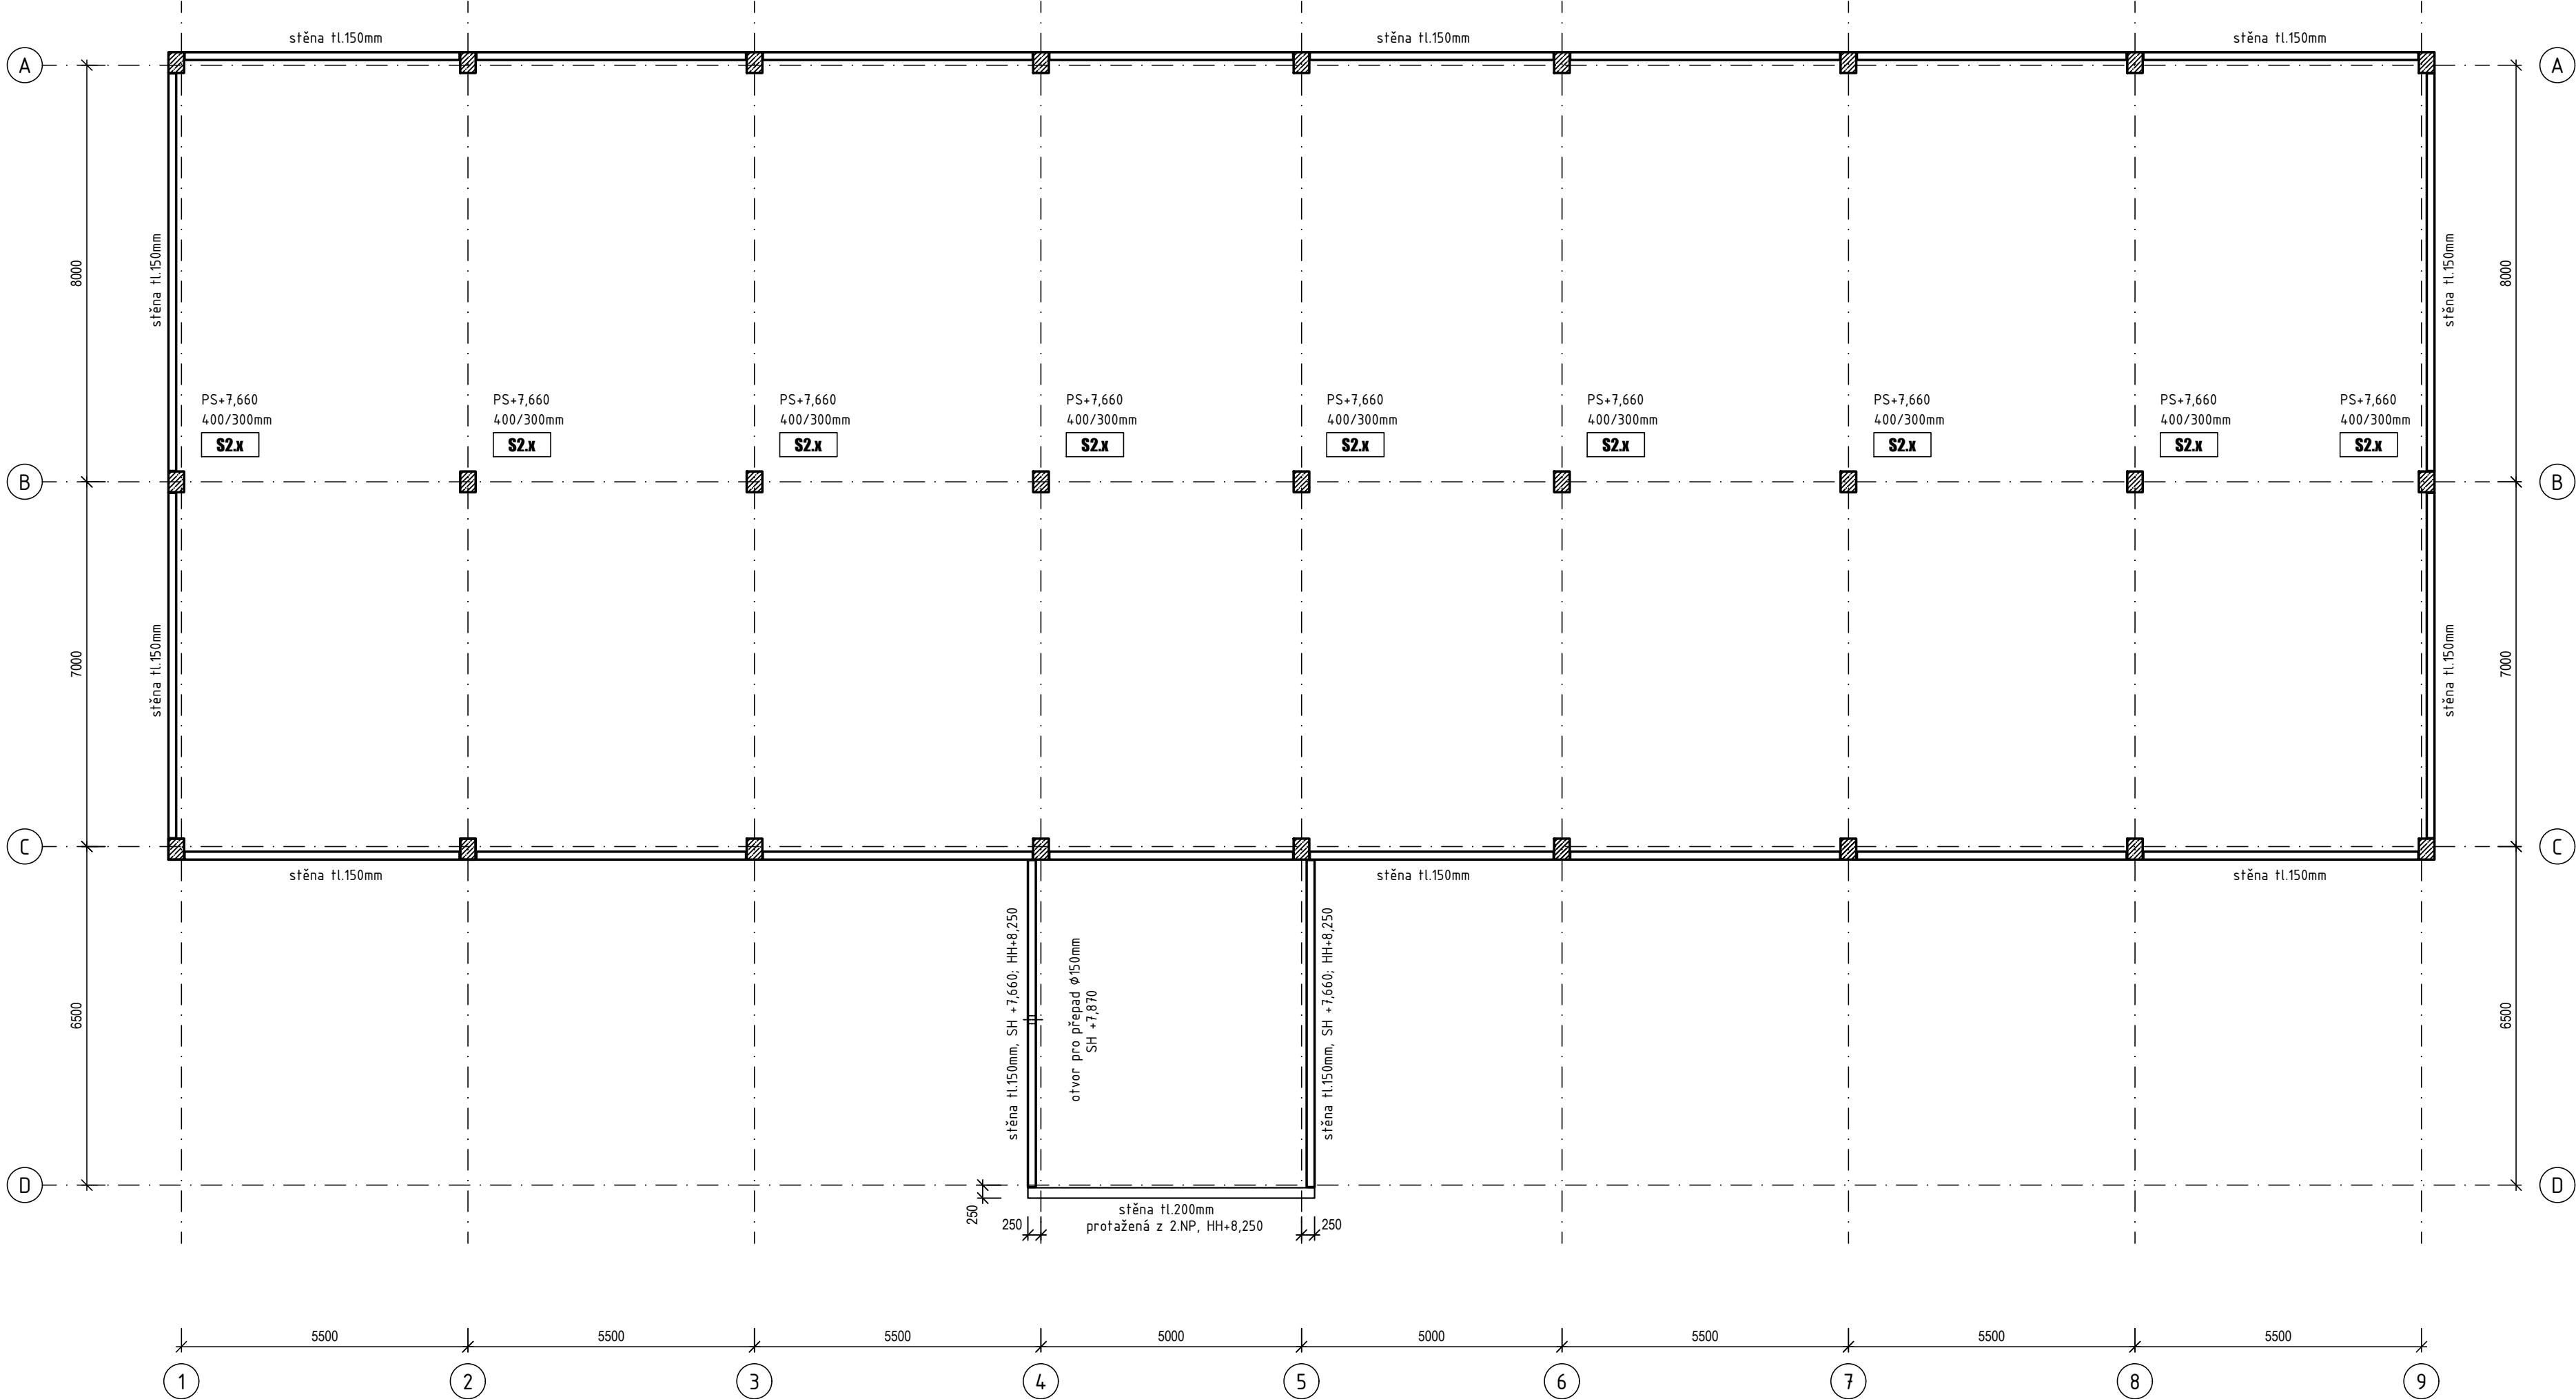 stěna tl.150mm
stěna tl.150mm
stěna tl.150mm
A
A
8000
stěna tl.150mm
stěna tl.150mm
8000
PS+7,660
400/300mm
S2.x
PS+7,660
400/300mm
S2.x
PS+7,660
400/300mm
S2.x
PS+7,660
400/300mm
S2.x
PS+7,660
400/300mm
S2.x
PS+7,660
400/300mm
S2.x
PS+7,660
400/300mm
S2.x
PS+7,660
400/300mm
S2.x
PS+7,660
400/300mm
S2.x
B
B
7000
stěna tl.150mm
stěna tl.150mm
7000
C
C
stěna tl.150mm
stěna tl.150mm
stěna tl.150mm
6500
stěna tl.150mm, SH +7,660; HH+8,250
otvor pro přepad Ø150mm
SH +7,870
stěna tl.150mm, SH +7,660; HH+8,250
6500
D
D
250
250
stěna tl.200mm
protažená z 2.NP, HH+8,250
250
5500
5500
5500
5000
5000
5500
5500
5500
1
2
3
4
5
6
7
8
9